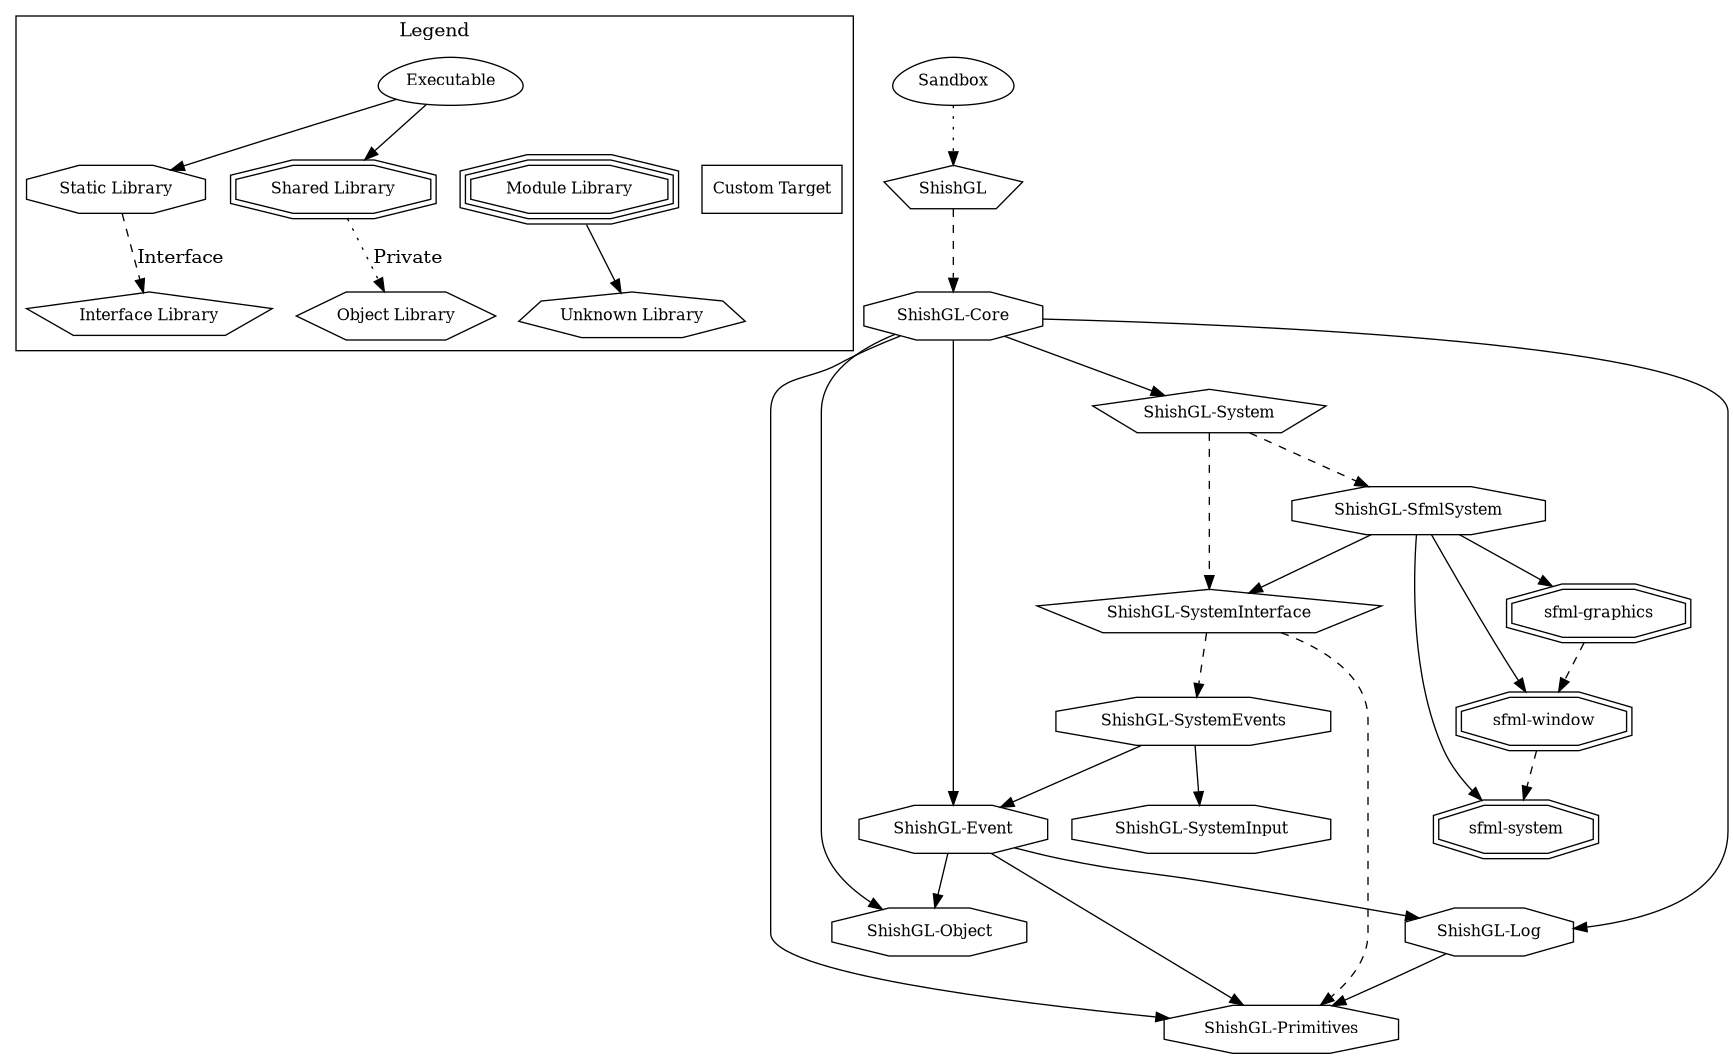 Legend
Executable
Static Library
Shared Library
Module Library
Custom Target
Interface
Private
Interface Library
Object Library
Unknown Library
Sandbox
ShishGL
ShishGL-Core
ShishGL-System
ShishGL-SfmlSystem
ShishGL-SystemInterface
sfml-graphics
ShishGL-SystemEvents
sfml-window
ShishGL-Event
ShishGL-SystemInput
sfml-system
ShishGL-Object
ShishGL-Log
ShishGL-Primitives